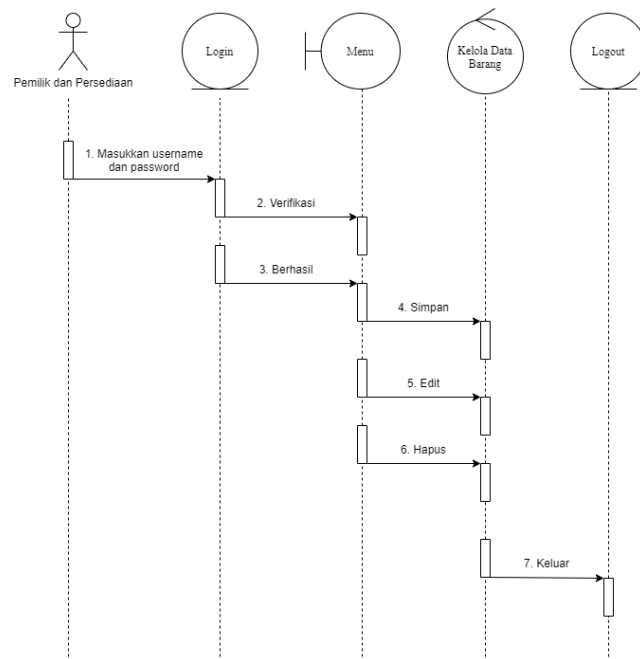 Login
Menu
Kelola Data
Barang
Logout
Pemilik dan Persediaan
1. Masukkan username
dan password
2. Verifikasi
3. Berhasil
4. Simpan
5. Edit
6. Hapus
7. Keluar